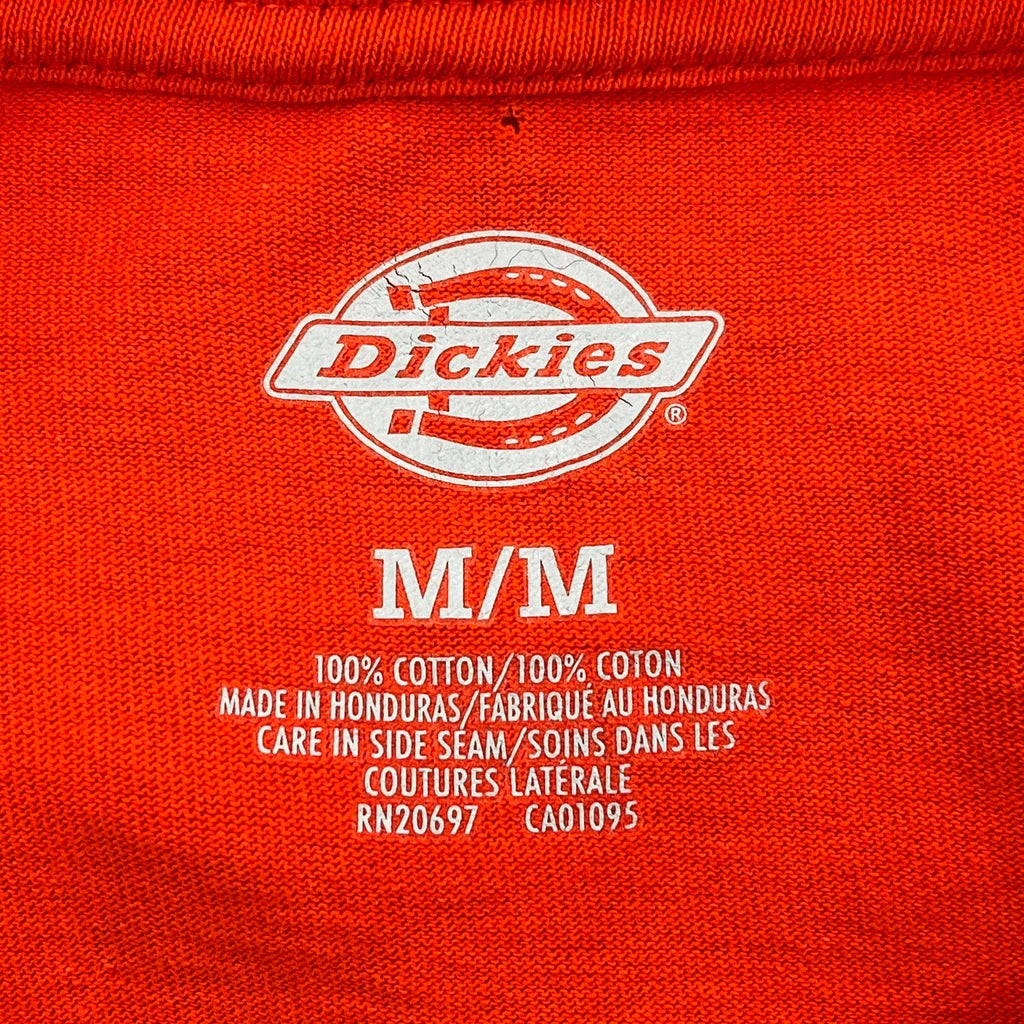 Dickies
®
M/M
100% COTTON/100% COTON
MADE IN HONDURAS/FABRIQUÉ AU HONDURAS
CARE IN SIDE SEAM/SOINS DANS LES
COUTURES LATÉRALE
RN20697 CA01095